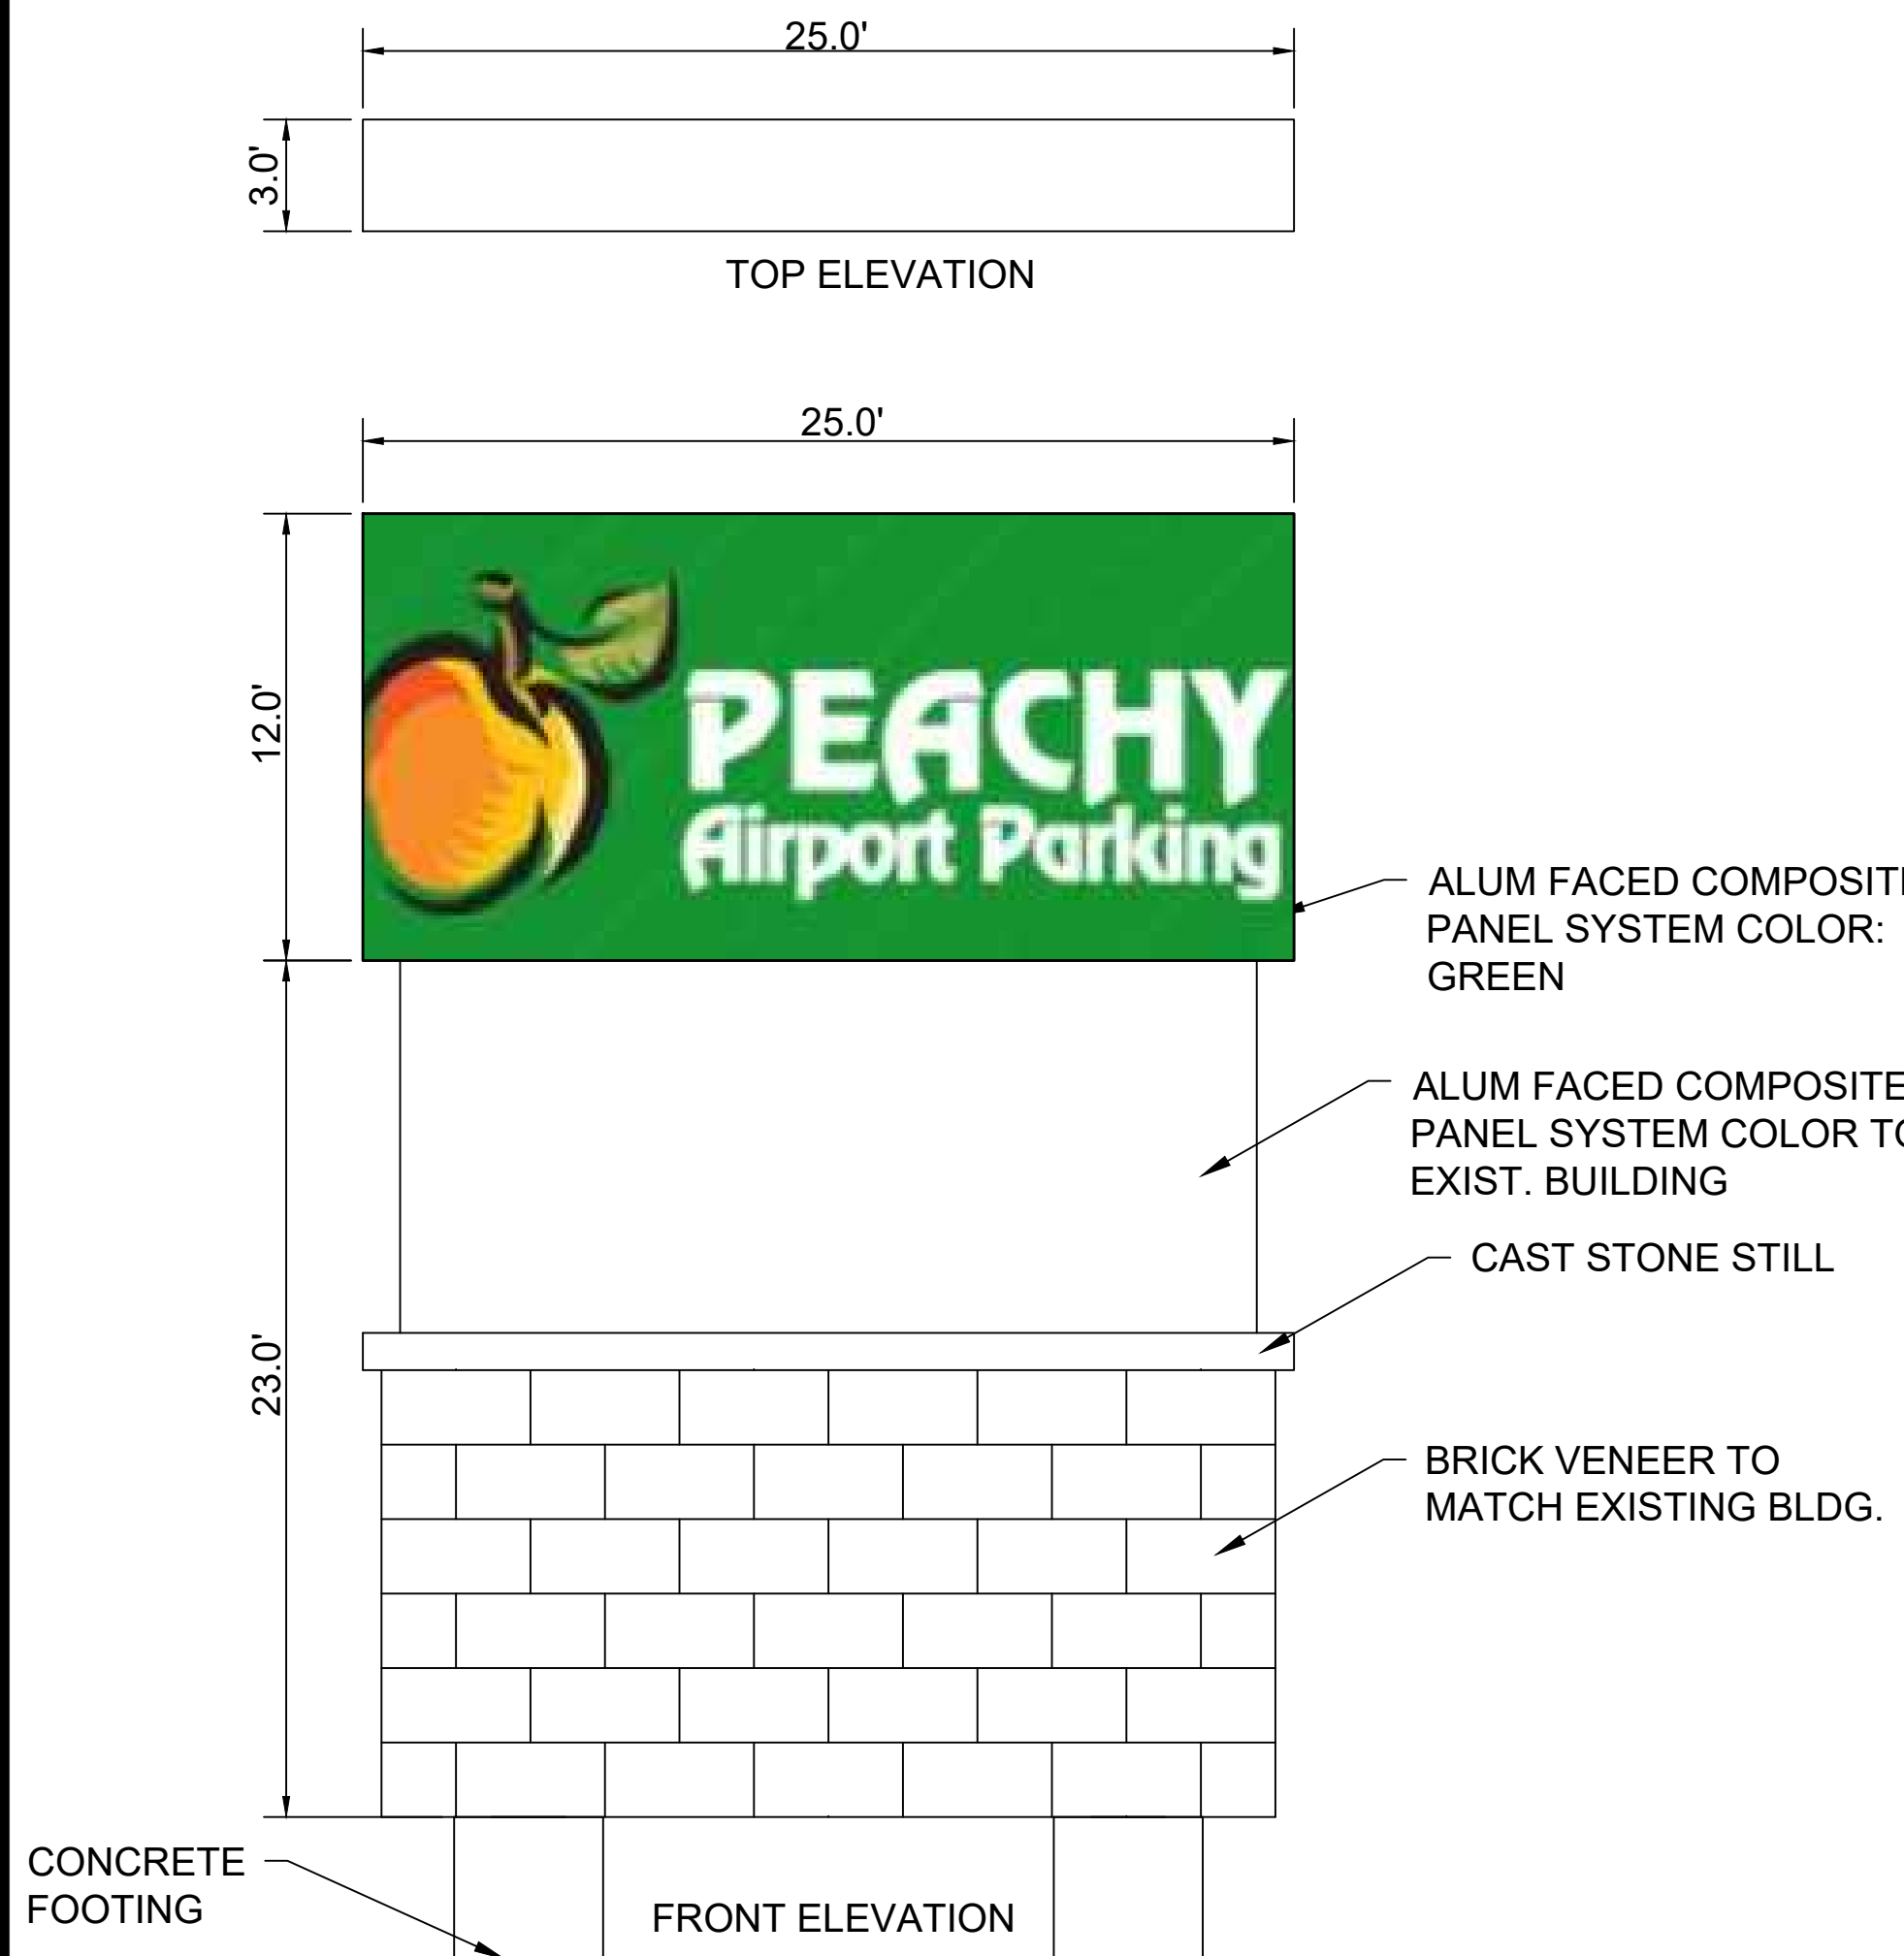 25.0'
3.0'
TOP ELEVATION
25.0'
12.0'
PEACHY
Airport Parking
ALUM FACED COMPOSITE
PANEL SYSTEM COLOR:
GREEN
ALUM FACED COMPOSITE
PANEL SYSTEM COLOR TO
EXIST. BUILDING
CAST STONE STILL
23.0'
BRICK VENEER TO
MATCH EXISTING BLDG.
CONCRETE
FOOTING
FRONT ELEVATION